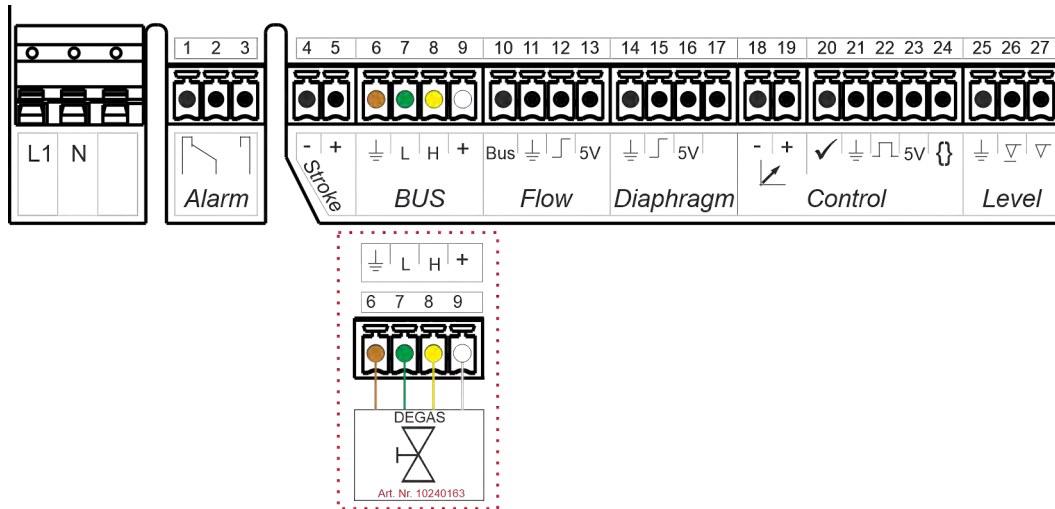 1 2 3 4 5 6 7 8 9 10 11 12 13 14 15 16 17 18 19 20 21 22 23 24 25 26 27
L1 N
- + L H + Bus 5V 5V - + ✓ 5V {}
Alarm Stroke BUS Flow Diaphragm Control Level
L H +
6 7 8 9
DEGAS
Art. Nr. 10240163